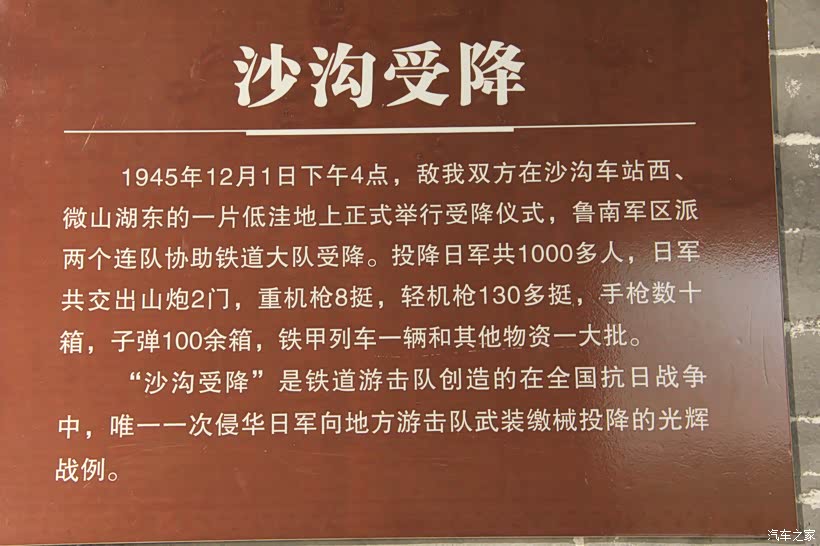 沙沟受降
1945年12月1日下午4点，敌我双方在沙沟车站西、
微山湖东的一片低洼地上正式举行受降仪式，鲁南军区派
两个连队协助铁道大队受降。投降日军共1000多人，日军
共交出山炮2门，重机枪8挺，轻机枪130多挺，手枪数十
箱，子弹100余箱，铁甲列车一辆和其他物资一大批。
“沙沟受降”是铁道游击队创造的在全国抗日战争
中，唯一一次侵华日军向地方游击队武装缴械投降的光辉
战例。
汽车之家